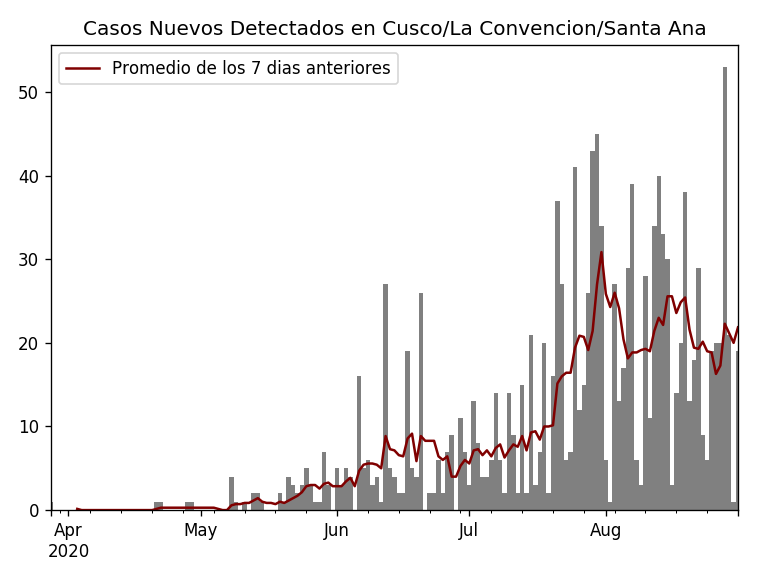 Casos Nuevos Detectados en Cusco/La Convencion/Santa Ana
Promedio de los 7 dias anteriores
50
40
30
20
10
0
Apr May Jun Jul Aug
2020